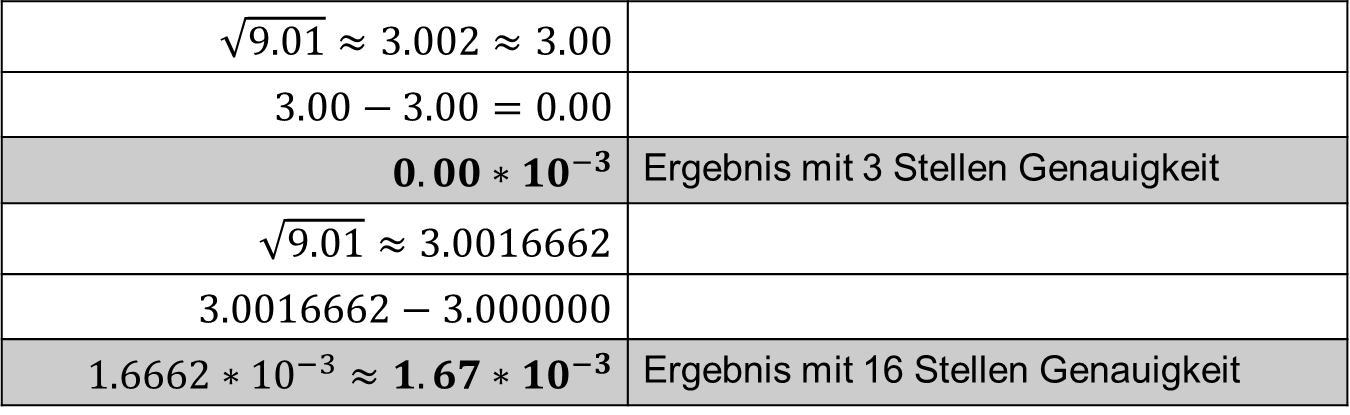 √9.01 ≈ 3.002 ≈ 3.00
3.00 − 3.00 = 0.00
0.00 ∗ 10⁻³ Ergebnis mit 3 Stellen Genauigkeit
√9.01 ≈ 3.0016662
3.0016662 − 3.000000
1.6662 ∗ 10⁻³ ≈ 1.67 ∗ 10⁻³ Ergebnis mit 16 Stellen Genauigkeit